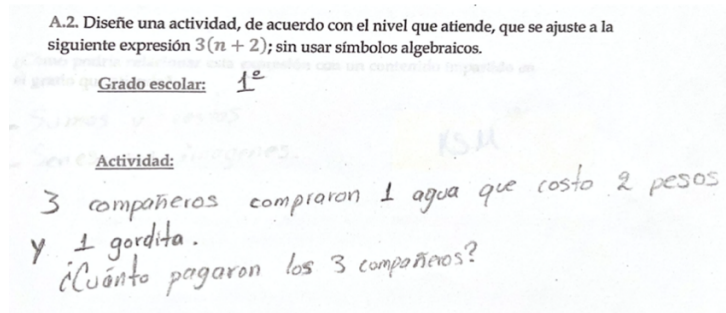 A.2. Diseñe una actividad, de acuerdo con el nivel que atiende, que se ajuste a la
siguiente expresión 3(n + 2); sin usar símbolos algebraicos.
Grado escolar: 1º
Actividad:
3 compañeros compraron 1 agua que costo 2 pesos
y 1 gordita.
¿Cuánto pagaron los 3 compañeros?